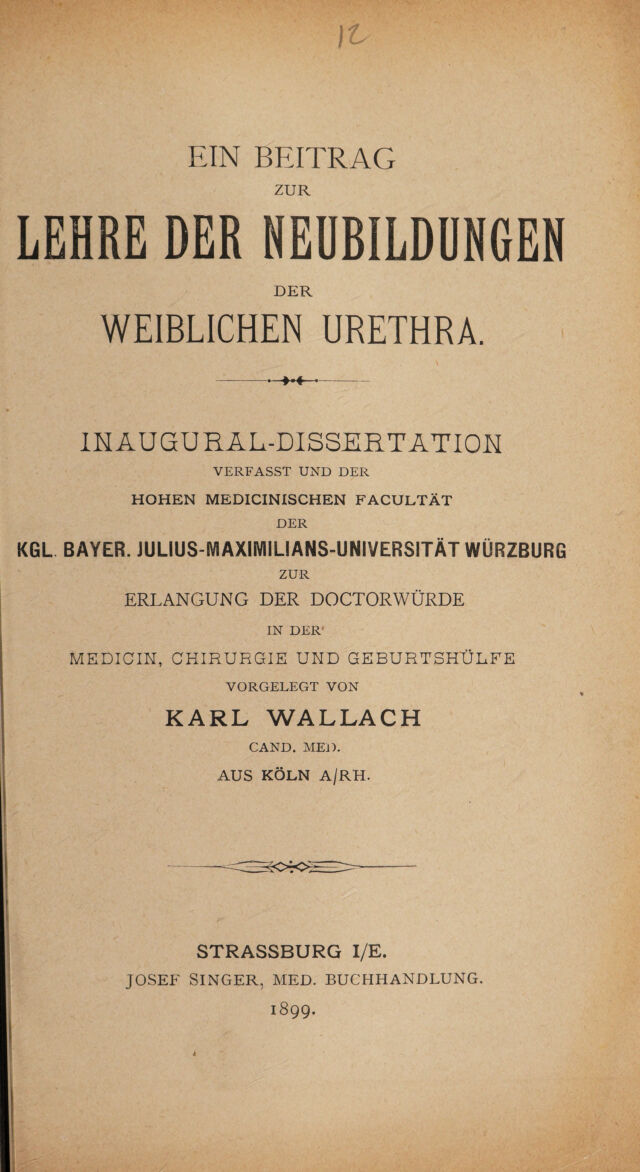 12
EIN BEITRAG
ZUR
LEHRE DER NEUBILDUNGEN
DER
WEIBLICHEN URETHRA.
INAUGURAL-DISSERTATION
VERFASST UND DER
HOHEN MEDICINISCHEN FACULTÄT
DER
KGL. BAYER. JULIUS-MAXIMILIANS-UNIVERSITÄT WÜRZBURG
ZUR
ERLANGUNG DER DOCTORWÜRDE
IN DER
MEDICIN, CHIRURGIE UND GEBURTSHÜLFE
VORGELEGT VON
KARL WALLACH
CAND. MED.
AUS KÖLN A/RH.
STRASSBURG I/E.
JOSEF SINGER, MED. BUCHHANDLUNG.
1899.